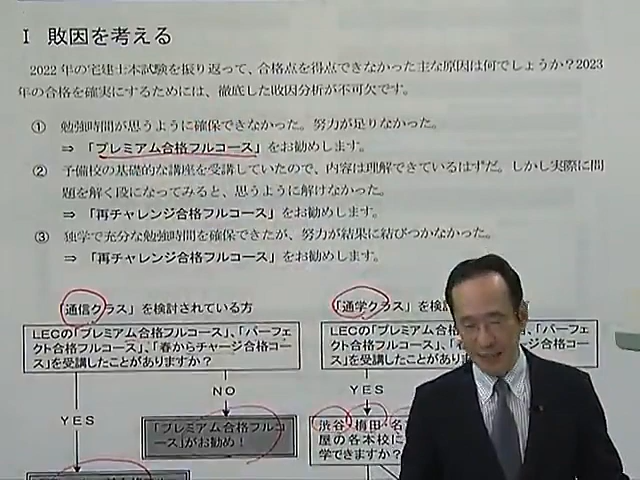 Ⅰ 敗因を考える
2022年の宅建士本試験を振り返って、合格点を得点できなかった主な原因は何でしょうか？2023
年の合格を確実にするためには、徹底した敗因分析が不可欠です。
① 勉強時間が思うように確保できなかった。努力が足りなかった。
⇒ 「プレミアム合格フルコース」をお勧めします。
② 予備校の基礎的な講座を受講していたので、内容は理解できているはずだ。しかし実際に問
題を解く段になってみると、思うように解けなかった。
⇒ 「再チャレンジ合格フルコース」をお勧めします。
③ 独学で充分な勉強時間を確保できたが、努力が結果に結びつかなかった。
⇒ 「再チャレンジ合格フルコース」をお勧めします。
「通信クラス」を検討されている方
「通学クラス」を検
LECの「プレミアム合格フルコース」、「パーフェ
クト合格フルコース」、「春からチャージ合格コー
ス」を受講したことがありますか？
LECの「プレミアム合格フルコース」、「パーフェ
クト合格フルコース」、
ース」を受講したことがあり
NO
YES
YES
「プレミアム合格フルコ
ース」がお勧め！
渋谷・梅田・名
屋の各本校に
学できますか？